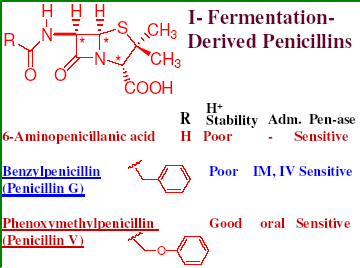 I- Fermentation-
Derived Penicillins
H H H
R N S CH₃
* * CH₃
O O N *
COOH
R H⁺ Stability Adm. Pen-ase
6-Aminopenicillanic acid H Poor - Sensitive
Benzylpenicillin Poor IM, IV Sensitive
(Penicillin G)
Phenoxymethylpenicillin Good oral Sensitive
(Penicillin V) O